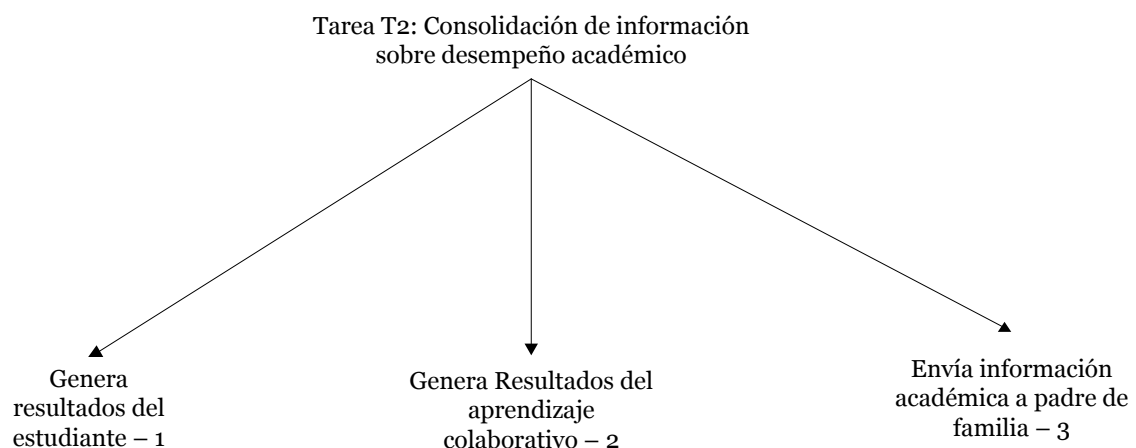 Tarea T2: Consolidación de información
sobre desempeño académico
Genera
resultados del
estudiante – 1
Genera Resultados del
aprendizaje
colaborativo – 2
Envía información
académica a padre de
familia – 3